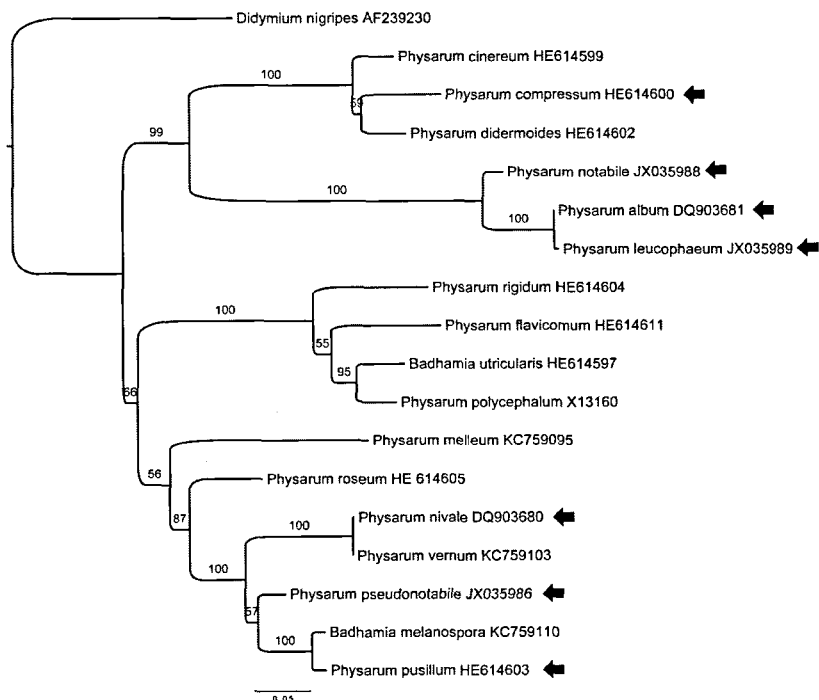 Didymium nigripes AF239230
Physarum cinereum HE614599
100
Physarum compressum HE614600
59
Physarum didermoides HE614602
99
Physarum notabile JX035988
100
Physarum album DQ903681
100
Physarum leucophaeum JX035989
Physarum rigidum HE614604
100
Physarum flavicomum HE614611
55
Badhamia utricularis HE614597
95
66
Physarum polycephalum X13160
Physarum melleum KC759095
56
Physarum roseum HE 614605
Physarum nivale DQ903680
87
100
Physarum vernum KC759103
100
Physarum pseudonotabile JX035986
57
Badhamia melanospora KC759110
100
Physarum pusillum HE614603
0.05